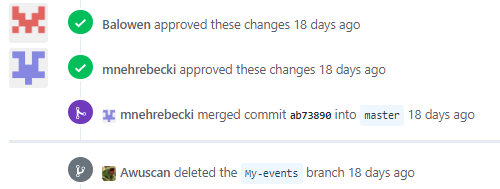 Balowen approved these changes 18 days ago
mnehrebecki approved these changes 18 days ago
mnehrebecki merged commit ab73890 into master 18 days ago
Awuscan deleted the My-events branch 18 days ago